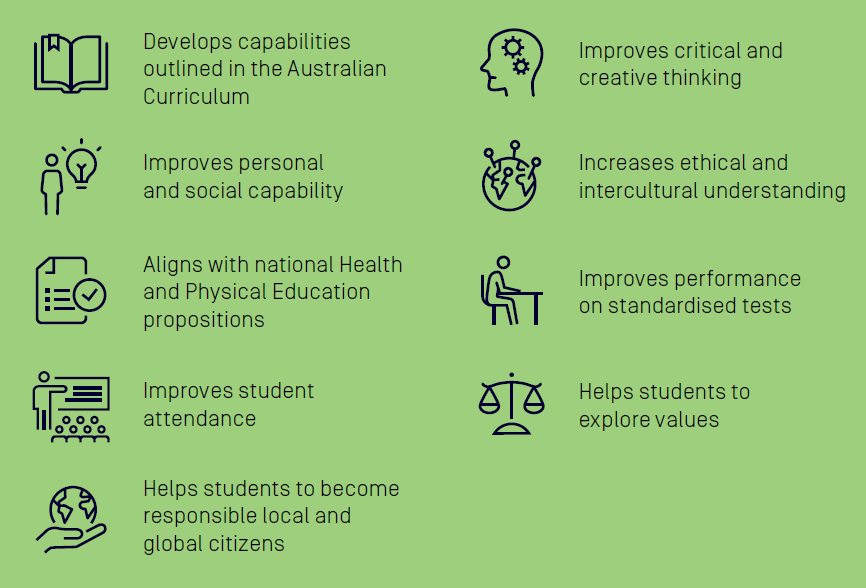 Develops capabilities
outlined in the Australian
Curriculum
Improves personal
and social capability
Aligns with national Health
and Physical Education
propositions
Improves student
attendance
Helps students to become
responsible local and
global citizens
Improves critical and
creative thinking
Increases ethical and
intercultural understanding
Improves performance
on standardised tests
Helps students to
explore values